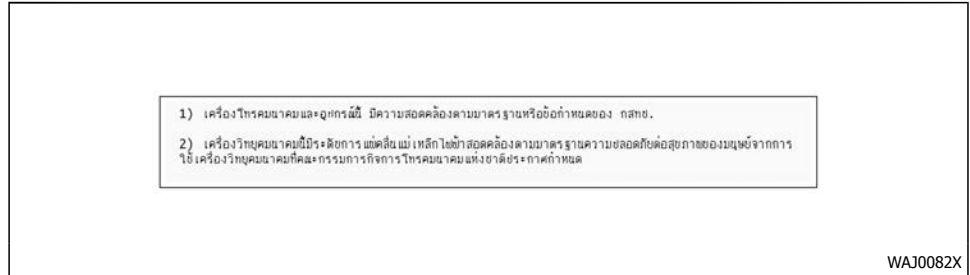 1) เครื่องโทรคมนาคมและอุปกรณ์นี้ มีความสอดคล้องตามมาตรฐานหรือข้อกำหนดของ กสทช.
2) เครื่องวิทยุคมนาคมนี้มีระดับการแผ่คลื่นแม่เหล็กไฟฟ้าสอดคล้องตามมาตรฐานความปลอดภัยต่อสุขภาพของมนุษย์จากการ
ใช้เครื่องวิทยุคมนาคมที่คณะกรรมการกิจการโทรคมนาคมแห่งชาติประกาศกำหนด
WAJ0082X